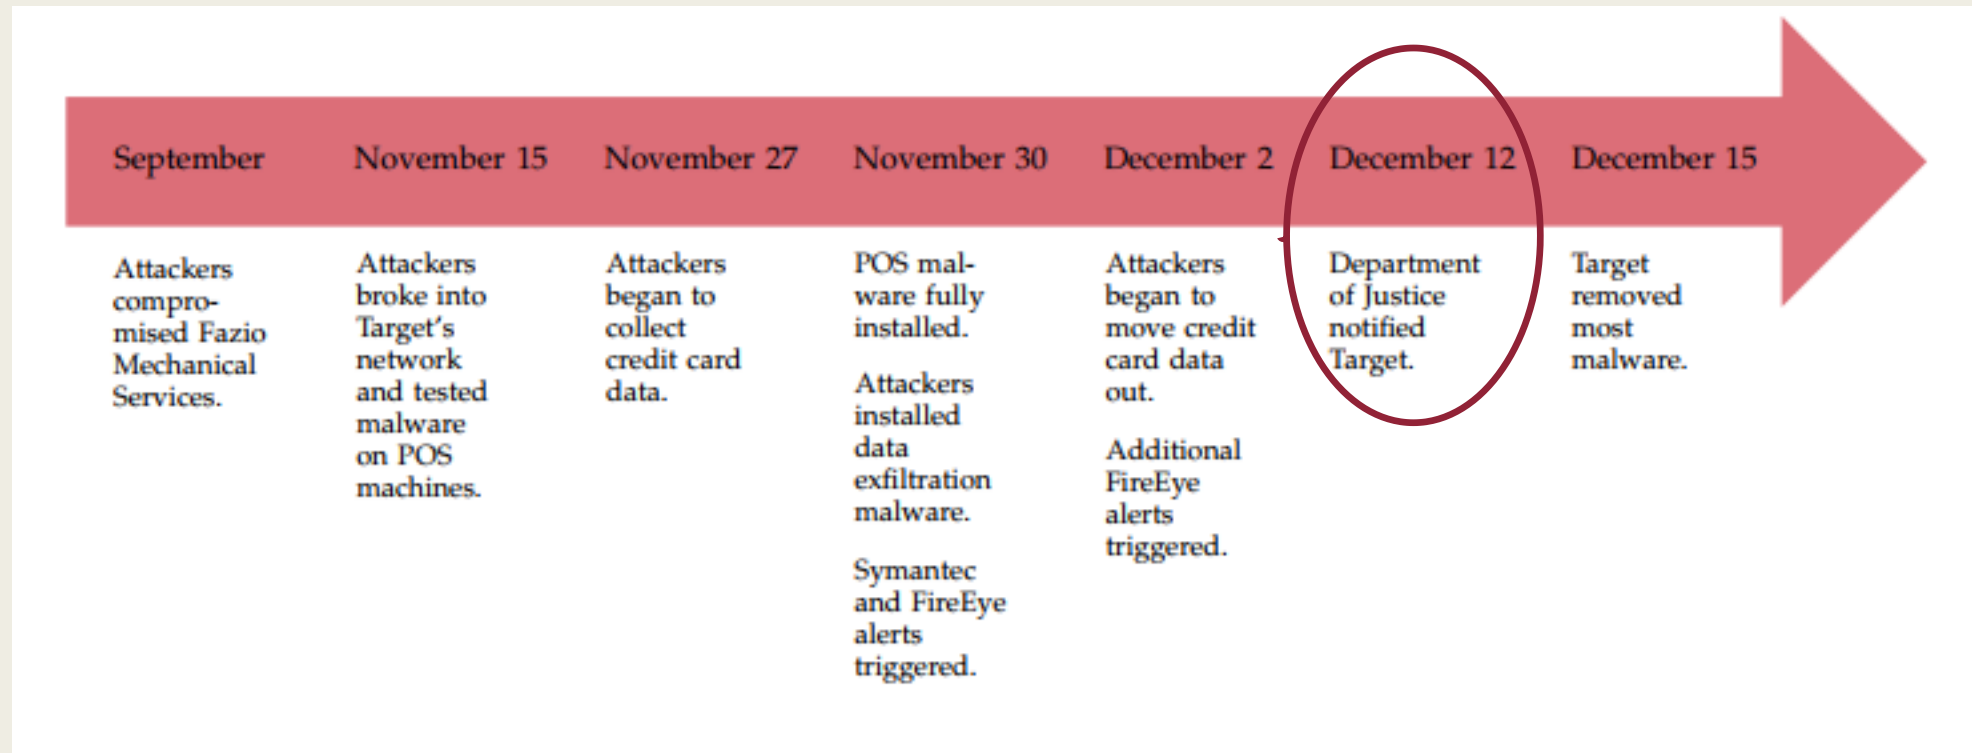 September
November 15
November 27
November 30
December 2
December 12
December 15
Attackers
compro-
mised Fazio
Mechanical
Services.
Attackers
broke into
Target's
network
and tested
malware
on POS
machines.
Attackers
began to
collect
credit card
data.
POS mal-
ware fully
installed.
Attackers
installed
data
exfiltration
malware.
Symantec
and FireEye
alerts
triggered.
Attackers
began to
move credit
card data
out.
Additional
FireEye
alerts
triggered.
Department
of Justice
notified
Target.
Target
removed
most
malware.